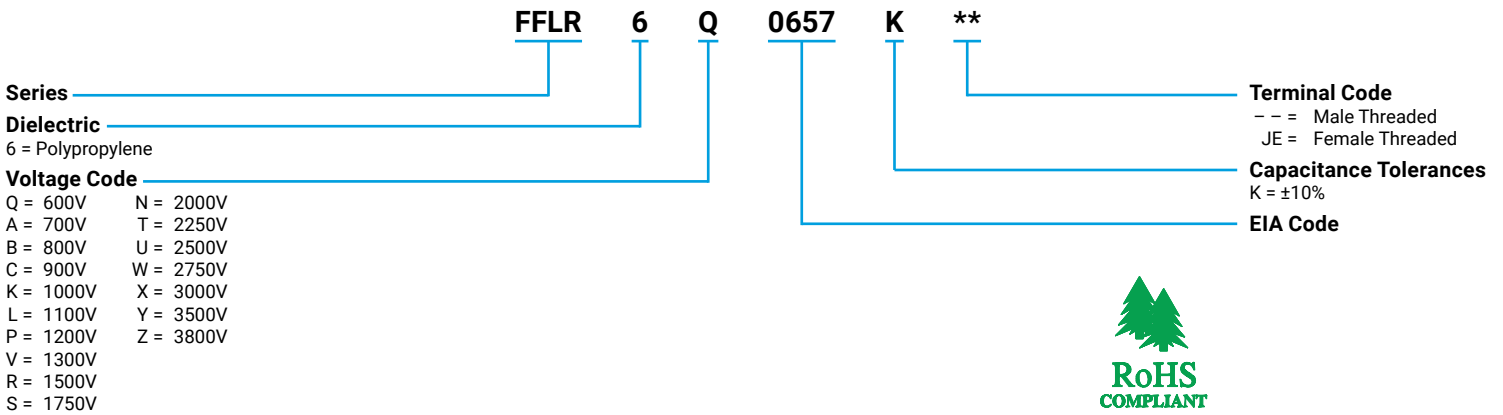 FFLR 6 Q 0657 K **
Series
Dielectric
6 = Polypropylene
Voltage Code
Q = 600V N = 2000V
A = 700V T = 2250V
B = 800V U = 2500V
C = 900V W = 2750V
K = 1000V X = 3000V
L = 1100V Y = 3500V
P = 1200V Z = 3800V
V = 1300V
R = 1500V
S = 1750V
Terminal Code
– – = Male Threaded
JE = Female Threaded
Capacitance Tolerances
K = ±10%
EIA Code
RoHS
COMPLIANT